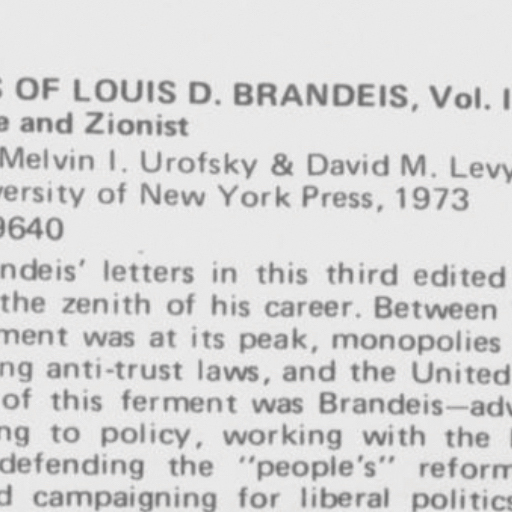 OF LOUIS D. BRANDEIS, Vol. I
and Zionist
Melvin I. Urofsky & David M. Levy
versity of New York Press, 1973
9640
ndeis' letters in this third edited
the zenith of his career. Between
ment was at its peak, monopolies
ng anti-trust laws, and the United
of this ferment was Brandeis—adv
ng to policy, working with the
defending the "people's" reform
d campaigning for liberal politics